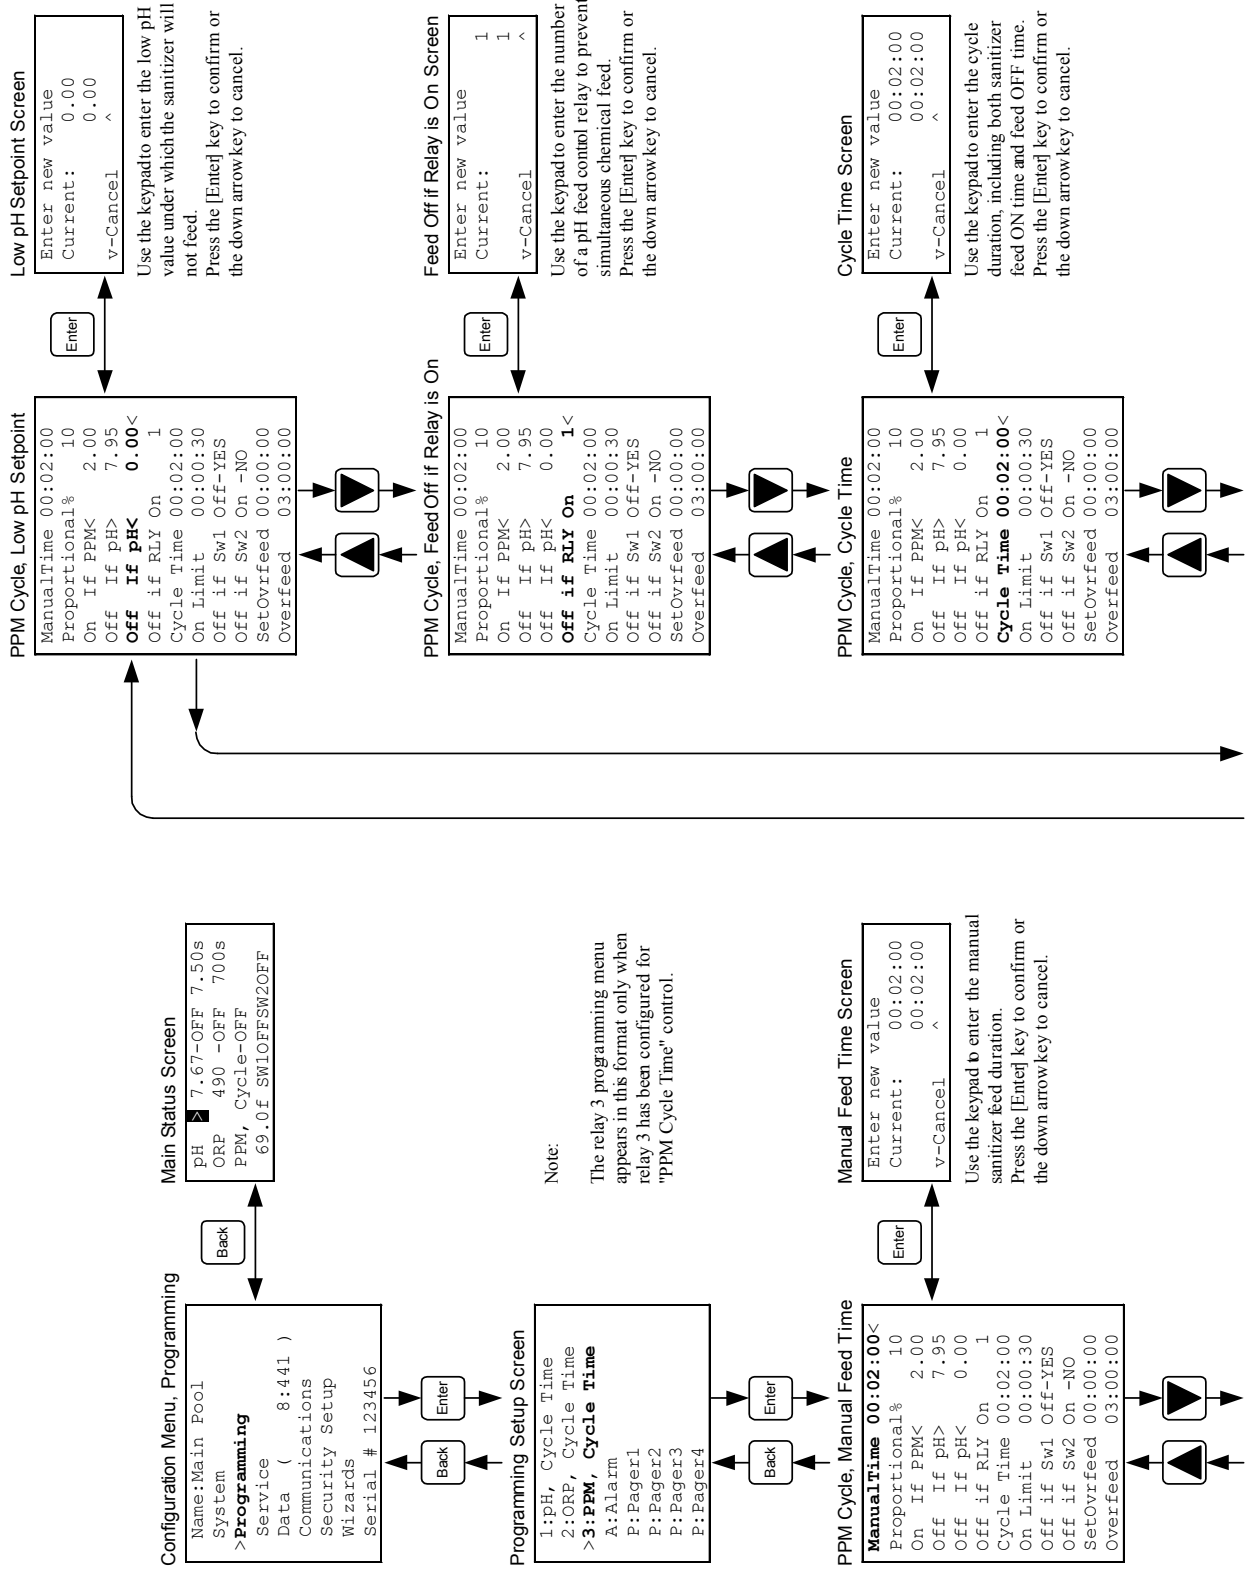 Configuration Menu, Programming
Name:Main Pool
System
>Programming
Service
Data ( 8:441 )
Communications
Security Setup
Wizards
Serial # 123456
Back
Main Status Screen
pH > 7.67-OFF 7.50s
ORP 490 -OFF 700s
PPM, Cycle-OFF
69.0f SW1OFFSW2OFF
Back
Enter
Programming Setup Screen
1:pH, Cycle Time
2:ORP, Cycle Time
>3:PPM, Cycle Time
A:Alarm
P:Pager1
P:Pager2
P:Pager3
P:Pager4
Note:
The relay 3 programming menu
appears in this format only when
relay 3 has been configured for
"PPM Cycle Time" control.
Back
Enter
PPM Cycle, Manual Feed Time
ManualTime 00:02:00<
Proportional% 10
On If PPM< 2.00
Off If pH> 7.95
Off If pH< 0.00
Off if RLY On 1
Cycle Time 00:02:00
On Limit 00:00:30
Off if Sw1 Off-YES
Off if Sw2 On -NO
SetOvrfeed 00:00:00
Overfeed 03:00:00
Enter
Manual Feed Time Screen
Enter new value
Current: 00:02:00
00:02:00
v-Cancel ^
Use the keypad to enter the manual
sanitizer feed duration.
Press the [Enter] key to confirm or
the down arrow key to cancel.
PPM Cycle, Low pH Setpoint
ManualTime 00:02:00
Proportional% 10
On If PPM< 2.00
Off If pH> 7.95
Off If pH< 0.00<
Off if RLY On 1
Cycle Time 00:02:00
On Limit 00:00:30
Off if Sw1 Off-YES
Off if Sw2 On -NO
SetOvrfeed 00:00:00
Overfeed 03:00:00
Enter
Low pH Setpoint Screen
Enter new value
Current: 0.00
0.00
v-Cancel ^
Use the keypad to enter the low pH
value under which the sanitizer will
not feed.
Press the [Enter] key to confirm or
the down arrow key to cancel.
PPM Cycle, Feed Off if Relay is On
ManualTime 00:02:00
Proportional% 10
On If PPM< 2.00
Off If pH> 7.95
Off If pH< 0.00
Off if RLY On 1<
Cycle Time 00:02:00
On Limit 00:00:30
Off if Sw1 Off-YES
Off if Sw2 On -NO
SetOvrfeed 00:00:00
Overfeed 03:00:00
Enter
Feed Off if Relay is On Screen
Enter new value 1
Current: 1
v-Cancel ^
Use the keypad to enter the number
of a pH feed control relay to prevent
simultaneous chemical feed.
Press the [Enter] key to confirm or
the down arrow key to cancel.
PPM Cycle, Cycle Time
ManualTime 00:02:00
Proportional% 10
On If PPM< 2.00
Off If pH> 7.95
Off If pH< 0.00
Off if RLY On 1
Cycle Time 00:02:00<
On Limit 00:00:30
Off if Sw1 Off-YES
Off if Sw2 On -NO
SetOvrfeed 00:00:00
Overfeed 03:00:00
Enter
Cycle Time Screen
Enter new value
Current: 00:02:00
00:02:00
v-Cancel ^
Use the keypad to enter the cycle
duration, including both sanitizer
feed ON time and feed OFF time.
Press the [Enter] key to confirm or
the down arrow key to cancel.